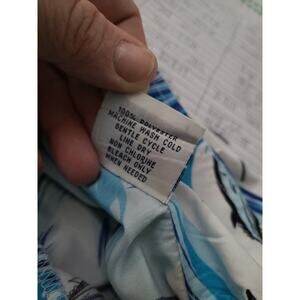 100% POLYESTER
MACHINE WASH COLD
GENTLE CYCLE
LINE DRY
NON CHLORINE
BLEACH ONLY
WHEN NEEDED